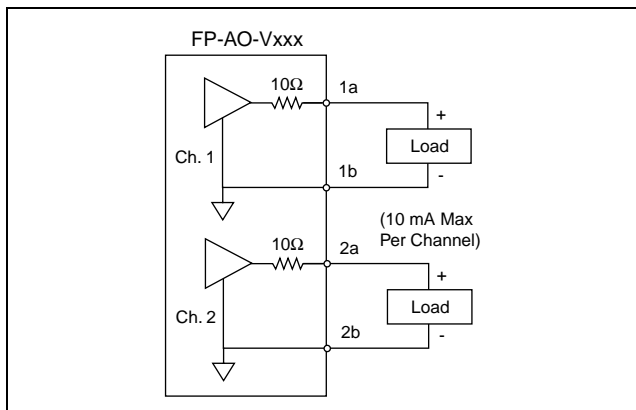 FP-AO-Vxxx
10Ω
1a
+
Load
-
Ch. 1
1b
(10 mA Max
Per Channel)
10Ω
2a
+
Load
-
Ch. 2
2b